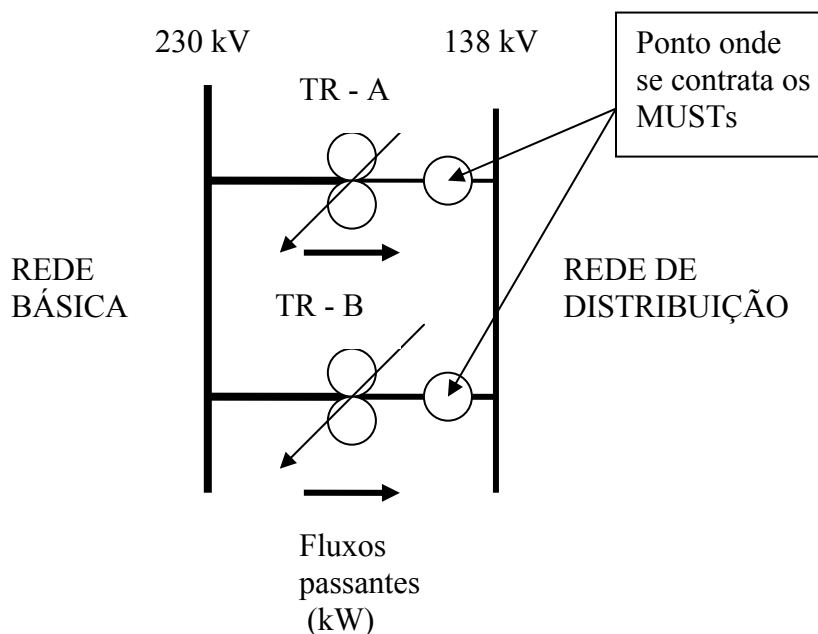 230 kV
138 kV
Ponto onde
se contrata os
MUSTs
TR - A
REDE
BÁSICA
REDE DE
DISTRIBUIÇÃO
TR - B
Fluxos
passantes
(kW)